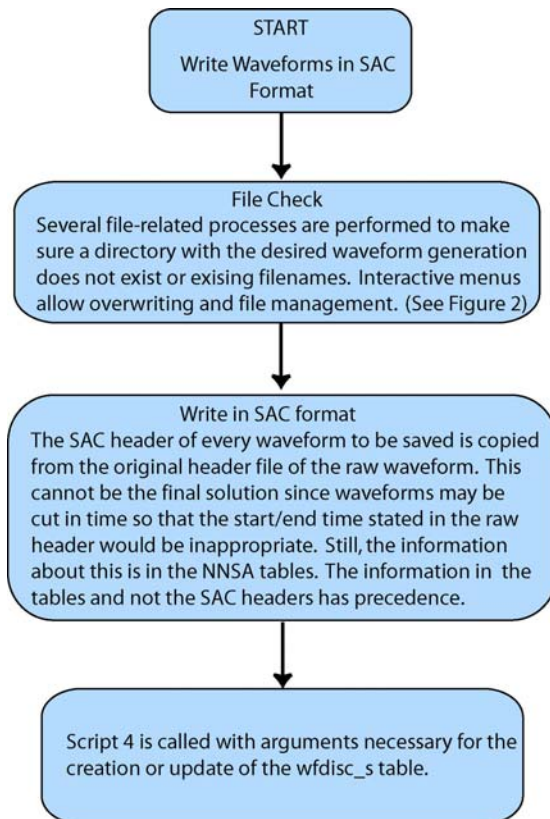 START
Write Waveforms in SAC
Format
File Check
Several file-related processes are performed to make
sure a directory with the desired waveform generation
does not exist or exising filenames. Interactive menus
allow overwriting and file management. (See Figure 2)
Write in SAC format
The SAC header of every waveform to be saved is copied
from the original header file of the raw waveform. This
cannot be the final solution since waveforms may be
cut in time so that the start/end time stated in the raw
header would be inappropriate. Still, the information
about this is in the NNSA tables. The information in the
tables and not the SAC headers has precedence.
Script 4 is called with arguments necessary for the
creation or update of the wfdisc_s table.